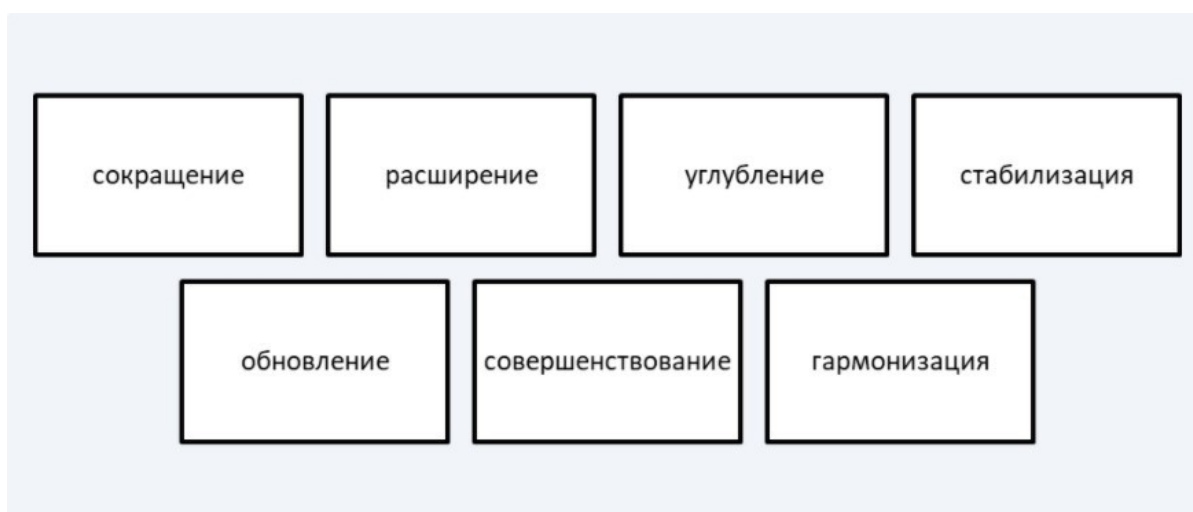 сокращение
расширение
углубление
стабилизация
обновление
совершенствование
гармонизация